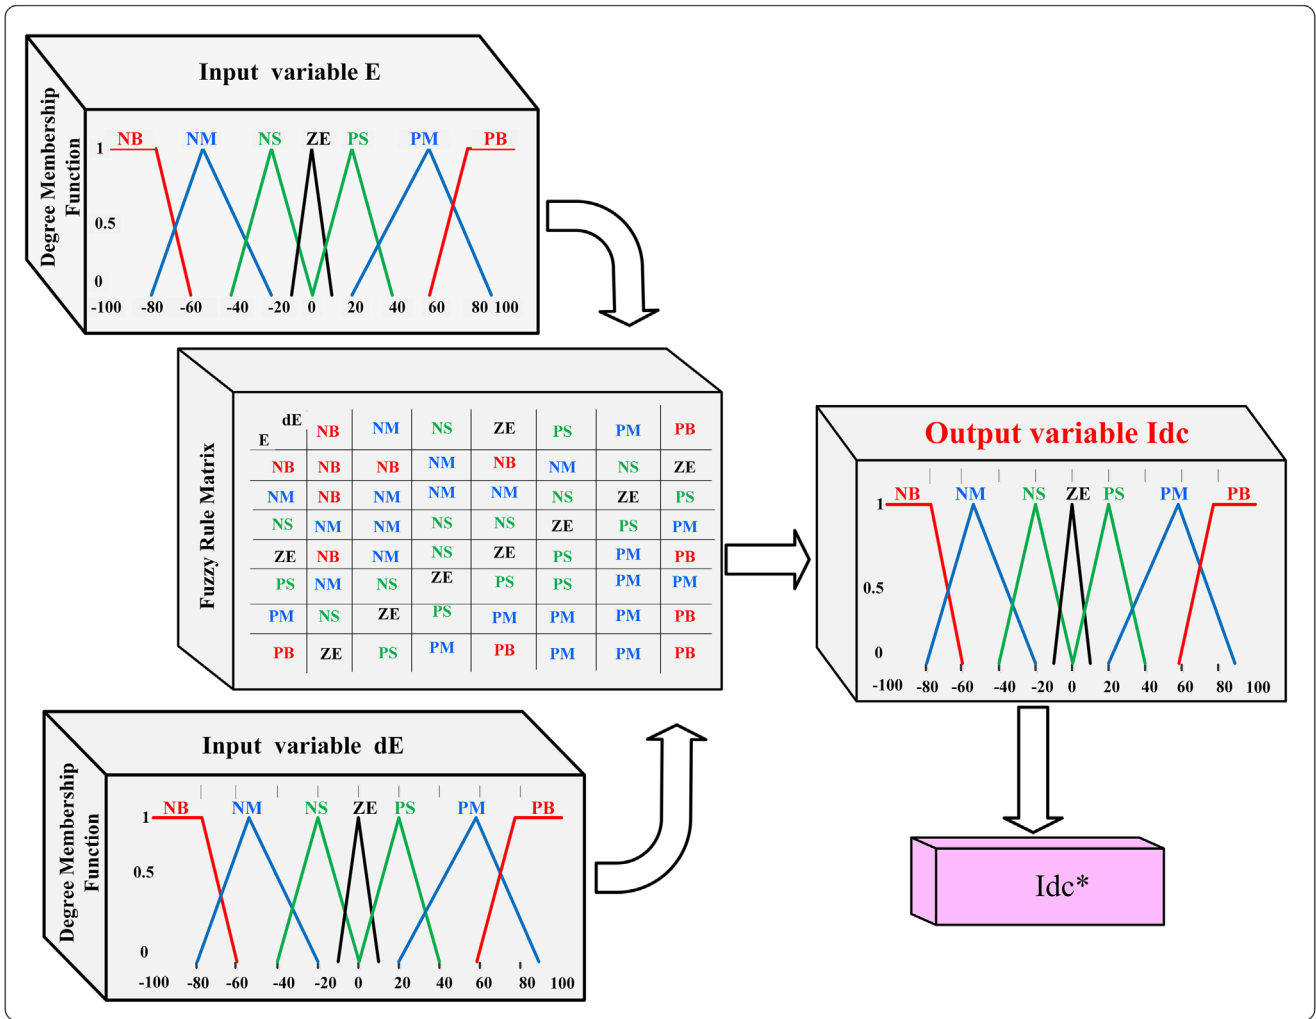 Input variable E
Degree Membership
Function
NB NM NS ZE PS PM PB
1
0.5
0
-100 -80 -60 -40 -20 0 20 40 60 80 100
Fuzzy Rule Matrix
dE
E
NB NM NS ZE PS PM PB
NB NB NB NM NB NM NS ZE
NM NB NM NM NM NS ZE PS
NS NM NM NS NS ZE PS PM
ZE NB NM NS ZE PS PM PB
PS NM NS ZE PS PS PM PM
PM NS ZE PS PM PM PM PB
PB ZE PS PM PB PM PM PB
Output variable Idc
NB NM NS ZE PS PM PB
1
0.5
0
-100 -80 -60 -40 -20 0 20 40 60 80 100
Input variable dE
Degree Membership
Function
NB NM NS ZE PS PM PB
1
0.5
0
-100 -80 -60 -40 -20 0 20 40 60 80 100
Idc*